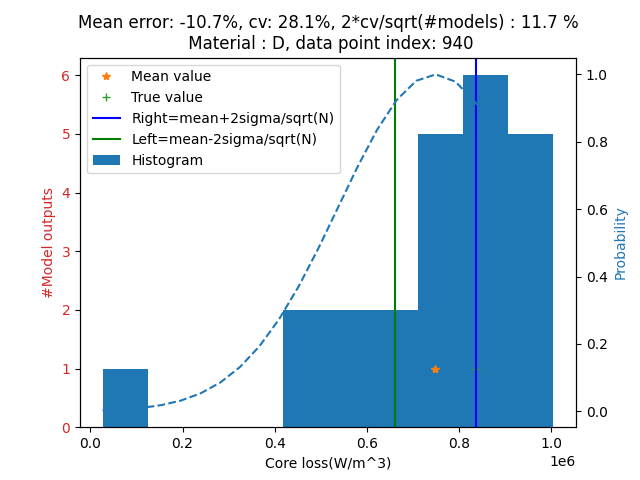 Mean error: -10.7%, cv: 28.1%, 2*cv/sqrt(#models) : 11.7 %
Material : D, data point index: 940
Mean value
True value
Right=mean+2sigma/sqrt(N)
Left=mean-2sigma/sqrt(N)
Histogram
6
5
4
3
2
1
0
#Model outputs
1.0
0.8
0.6
0.4
0.2
0.0
Probability
0.0 0.2 0.4 0.6 0.8 1.0
1e6
Core loss(W/m^3)